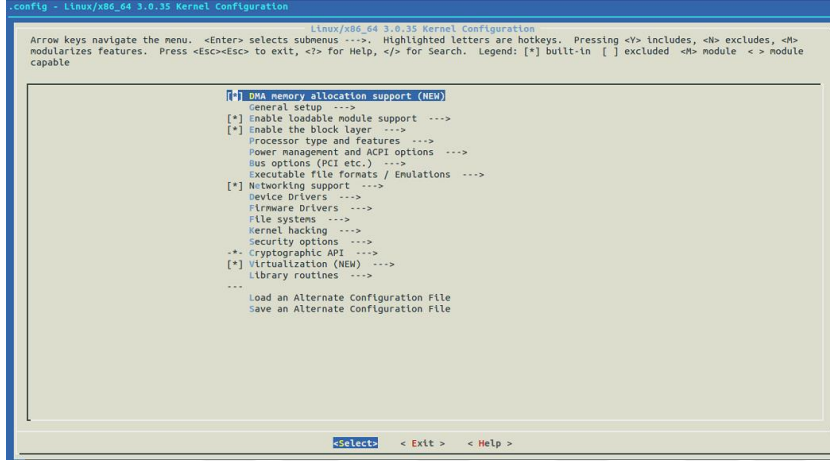 .config - Linux/x86_64 3.0.35 Kernel Configuration
Linux/x86_64 3.0.35 Kernel Configuration
Arrow keys navigate the menu. <Enter> selects submenus --->. Highlighted letters are hotkeys. Pressing <Y> includes, <N> excludes, <M>
modularizes features. Press <Esc><Esc> to exit, <?> for Help, </> for Search. Legend: [*] built-in [ ] excluded <M> module < > module
capable
[*] DMA memory allocation support (NEW)
General setup --->
[*] Enable loadable module support --->
[*] Enable the block layer --->
Processor type and features --->
Power management and ACPI options --->
Bus options (PCI etc.) --->
Executable file formats / Emulations --->
[*] Networking support --->
Device Drivers --->
Firmware Drivers --->
File systems --->
Kernel hacking --->
Security options --->
-*- Cryptographic API --->
[*] Virtualization (NEW) --->
Library routines --->
---
Load an Alternate Configuration File
Save an Alternate Configuration File
<Select> < Exit > < Help >